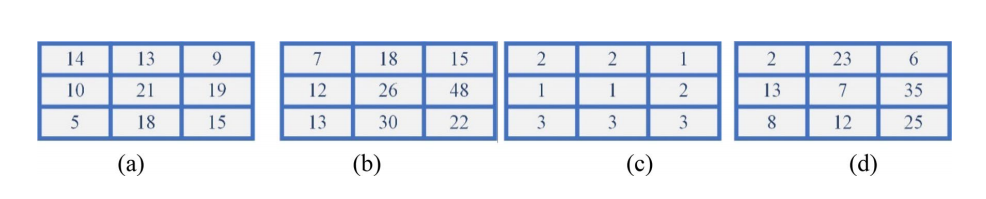 14 13 9 7 18 15 2 2 1 2 23 6
10 21 19 12 26 48 1 1 2 13 7 35
5 18 15 13 30 22 3 3 3 8 12 25
(a) (b) (c) (d)